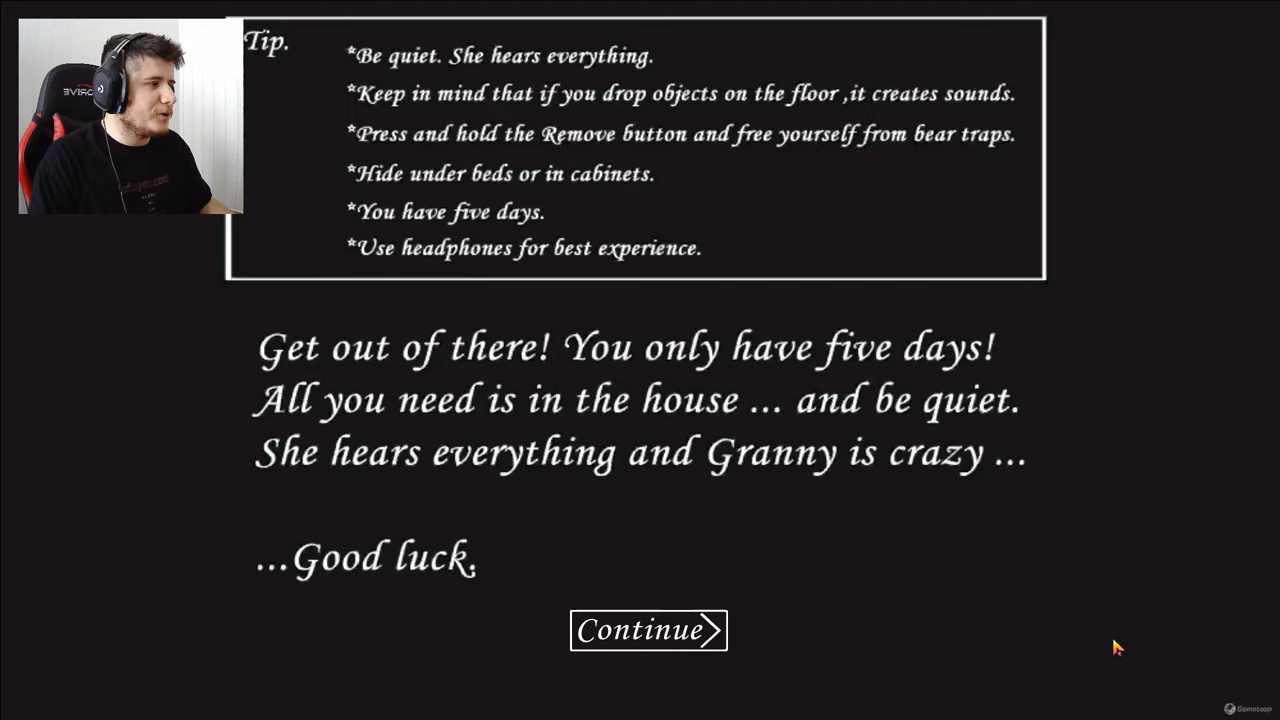 Tip.
*Be quiet. She hears everything.
*Keep in mind that if you drop objects on the floor ,it creates sounds.
*Press and hold the Remove button and free yourself from bear traps.
*Hide under beds or in cabinets.
*You have five days.
*Use headphones for best experience.
Get out of there! You only have five days!
All you need is in the house ... and be quiet.
She hears everything and Granny is crazy ...
...Good luck.
Continue
GameLoop